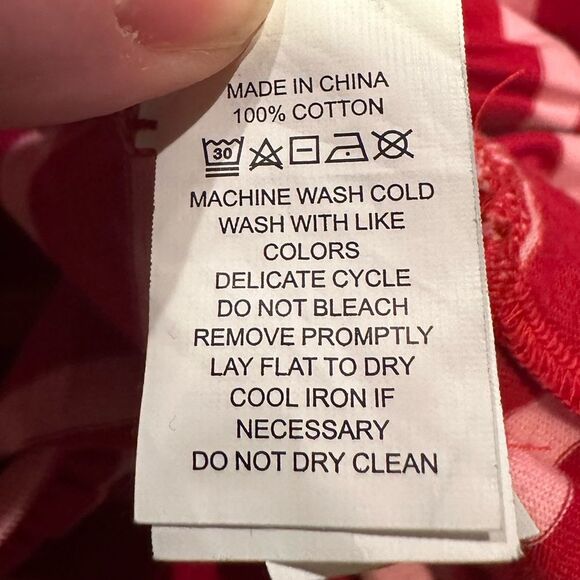 MADE IN CHINA
100% COTTON
30
MACHINE WASH COLD
WASH WITH LIKE
COLORS
DELICATE CYCLE
DO NOT BLEACH
REMOVE PROMPTLY
LAY FLAT TO DRY
COOL IRON IF
NECESSARY
DO NOT DRY CLEAN